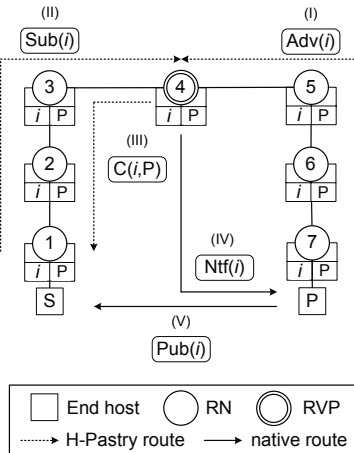 (II)
(I)
Sub(i)
Adv(i)
3
4
5
i P
i P
i P
(III)
C(i,P)
2
6
i P
i P
1
(IV)
7
i P
Ntf(i)
i P
S
P
(V)
Pub(i)
End host
RN
RVP
H-Pastry route
native route